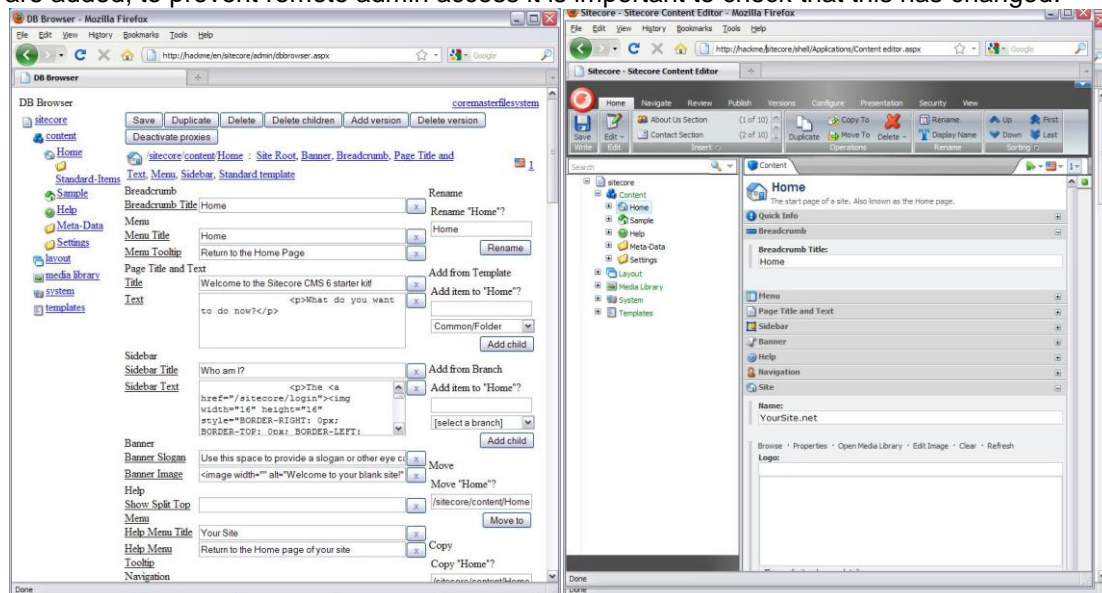 are added, to prevent remote admin access it is important to check that this has changed.
DB Browser - Mozilla Firefox
File Edit View History Bookmarks Tools Help
http://hackme/en/sitecore/admin/dbbrowser.aspx
Google
DB Browser
DB Browser
coremasterfilesystem
sitecore
content
Home
Standard-Items
Sample
Help
Meta-Data
Settings
layout
media library
system
templates
Save Duplicate Delete Delete children Add version Delete version
Deactivate proxies
/sitecore/content/Home : Site Root, Banner, Breadcrumb, Page Title and
Text, Menu, Sidebar, Standard template
1
Breadcrumb
Breadcrumb Title Home x
Menu
Menu Title Home x
Menu Tooltip Return to the Home Page x
Page Title and Text
Title Welcome to the Sitecore CMS 6 starter kit! x
Text <p>What do you want x
to do now?</p>
Sidebar
Sidebar Title Who am I? x
Sidebar Text <p>The <a x
href="/sitecore/login"><img
width="16" height="16"
style="BORDER-RIGHT: 0px;
BORDER-TOP: 0px; BORDER-LEFT:
Banner
Banner Slogan Use this space to provide a slogan or other eye c x
Banner Image <image width="" alt="Welcome to your blank site!" x
Help
Show Split Top x
Menu
Help Menu Title Your Site x
Help Menu Return to the Home page of your site x
Tooltip
Navigation
Rename
Rename "Home"?
Home
Rename
Add from Template
Add item to "Home"?
Common/Folder
Add child
Add from Branch
Add item to "Home"?
[select a branch]
Add child
Move
Move "Home"?
/sitecore/content/Home
Move to
Copy
Copy "Home"?
/sitecore/content/Home
Done
Sitecore - Sitecore Content Editor - Mozilla Firefox
File Edit View History Bookmarks Tools Help
http://hackme/sitecore/shell/Applications/Content editor.aspx
Google
Sitecore - Sitecore Content Editor
Home Navigate Review Publish Versions Configure Presentation Security View
Save Edit
About Us Section (1 of 10)
Contact Section (2 of 10)
Duplicate
Copy To
Move To
Delete
Rename
Display Name
Up First
Down Last
Write Edit Insert Operations Rename Sorting
Search
sitecore
Content
Home
Sample
Help
Meta-Data
Settings
Layout
Media Library
System
Templates
Content
Home
The start page of a site. Also known as the Home page.
Quick Info
Breadcrumb
Breadcrumb Title:
Home
Menu
Page Title and Text
Sidebar
Banner
Help
Navigation
Site
Name:
YourSite.net
Browse · Properties · Open Media Library · Edit Image · Clear · Refresh
Logo:
Done